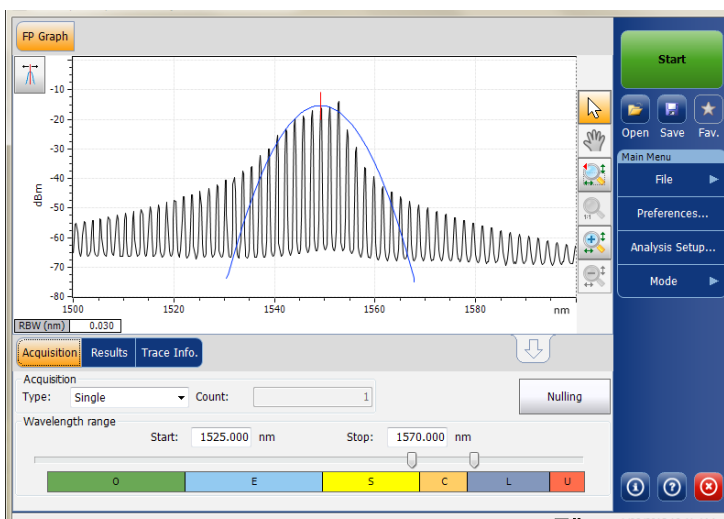 FP Graph
Start
-10
-20
-30
-40
-50
-60
-70
-80
dBm
1500
1520
1540
1560
1580
nm
RBW (nm) 0.030
1:1
Open Save Fav.
Main Menu
File
Preferences...
Analysis Setup...
Mode
Acquisition Results Trace Info.
Acquisition
Type: Single Count: 1 Nulling
Wavelength range
Start: 1525.000 nm Stop: 1570.000 nm
O E S C L U